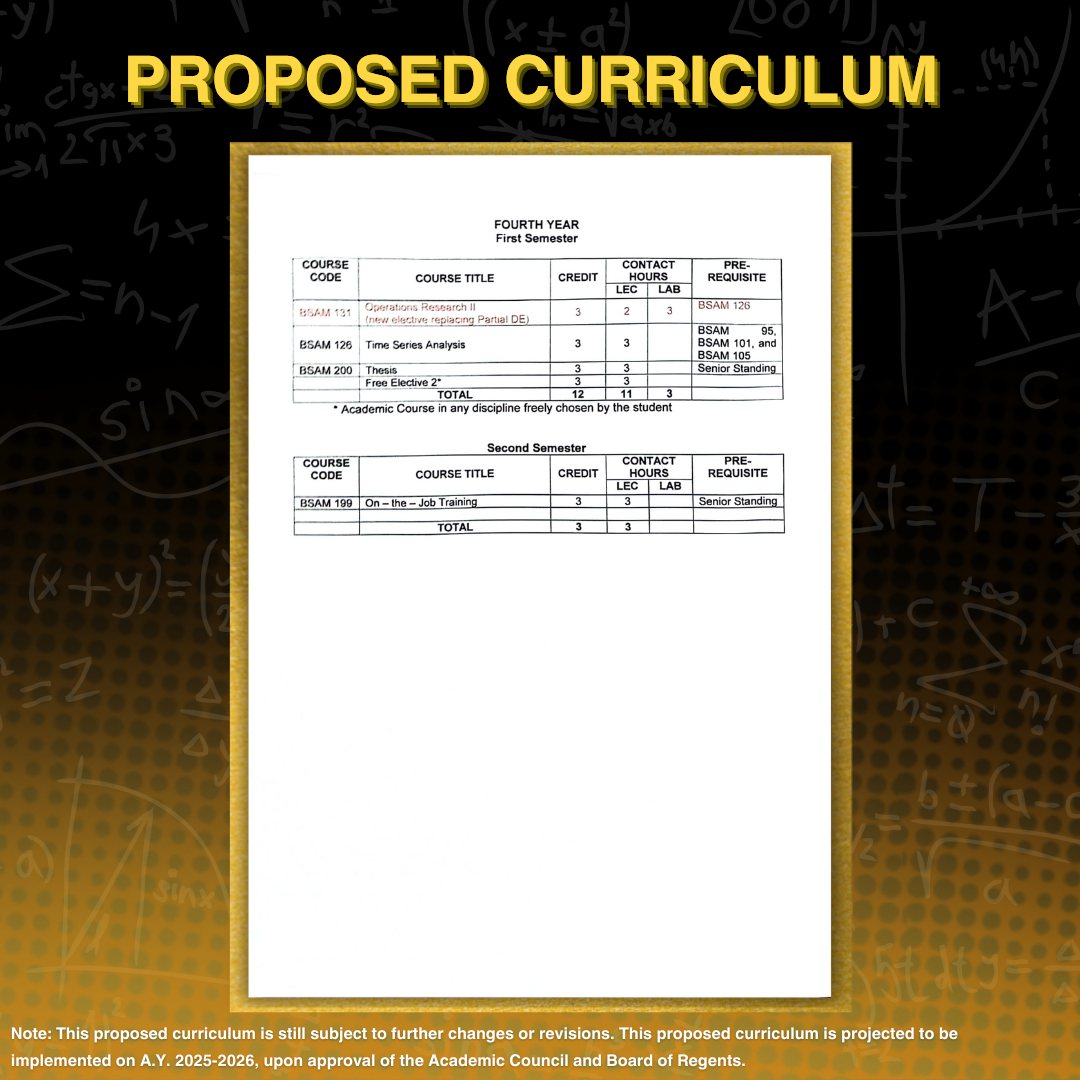 PROPOSED CURRICULUM
FOURTH YEAR
First Semester
COURSE CODE COURSE TITLE CREDIT CONTACT HOURS PRE-REQUISITE
LEC LAB
BSAM 131 Operations Research II (new elective replacing Partial DE) 3 2 3 BSAM 126
BSAM 126 Time Series Analysis 3 3 BSAM 95, BSAM 101, and BSAM 105
BSAM 200 Thesis 3 3 Senior Standing
Free Elective 2* 3 3
TOTAL 12 11 3
* Academic Course in any discipline freely chosen by the student
Second Semester
COURSE CODE COURSE TITLE CREDIT CONTACT HOURS PRE-REQUISITE
LEC LAB
BSAM 199 On – the – Job Training 3 3 Senior Standing
TOTAL 3 3
Note: This proposed curriculum is still subject to further changes or revisions. This proposed curriculum is projected to be
implemented on A.Y. 2025-2026, upon approval of the Academic Council and Board of Regents.